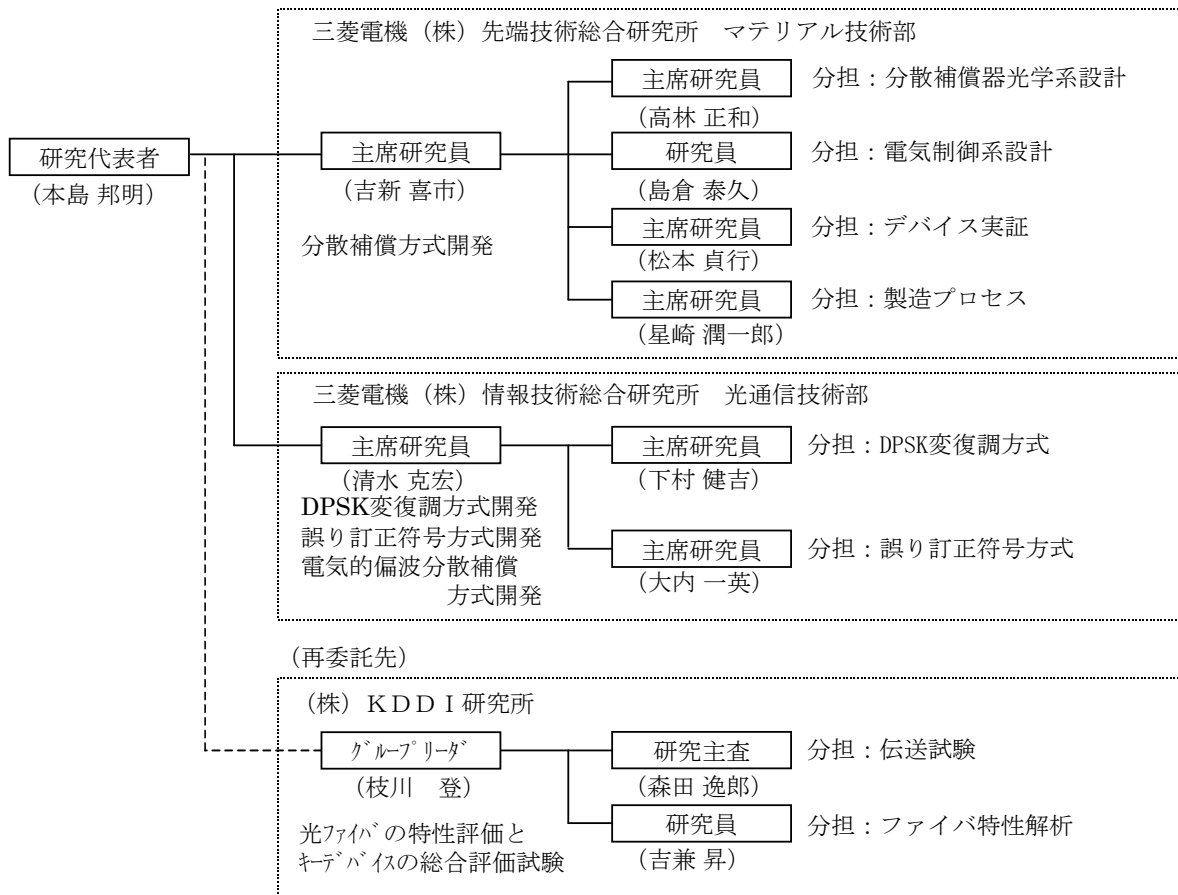 三菱電機（株）先端技術総合研究所　マテリアル技術部
主席研究員　分担：分散補償器光学系設計
（高林 正和）
研究代表者　主席研究員　研究員　分担：電気制御系設計
（本島 邦明）　（吉新 喜市）　（島倉 泰久）
分散補償方式開発　主席研究員　分担：デバイス実証
（松本 貞行）
主席研究員　分担：製造プロセス
（星崎 潤一郎）
三菱電機（株）情報技術総合研究所　光通信技術部
主席研究員　主席研究員　分担：DPSK変復調方式
（清水 克宏）　（下村 健吉）
DPSK変復調方式開発
誤り訂正符号方式開発　主席研究員　分担：誤り訂正符号方式
電気的偏波分散補償　（大内 一英）
方式開発
（再委託先）
（株）ＫＤＤＩ研究所
ｸﾞﾙｰﾌﾟﾘｰﾀﾞ　研究主査　分担：伝送試験
（枝川　登）　（森田 逸郎）
光ﾌｧｲﾊﾞの特性評価と　研究員　分担：ファイバ特性解析
ｷｰﾃﾞﾊﾞｲｽの総合評価試験　（吉兼 昇）